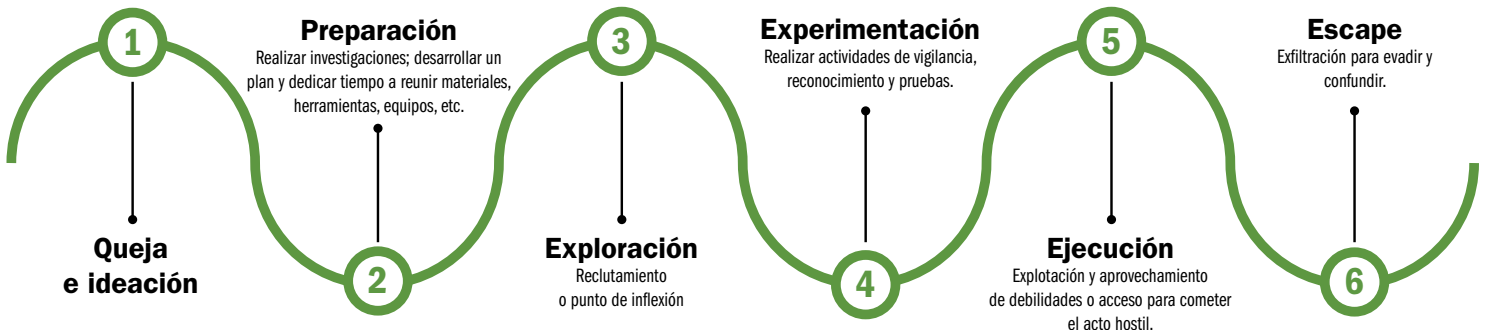 1
Queja
e ideación
Preparación
Realizar investigaciones; desarrollar un
plan y dedicar tiempo a reunir materiales,
herramientas, equipos, etc.
2
3
Exploración
Reclutamiento
o punto de inflexión
Experimentación
Realizar actividades de vigilancia,
reconocimiento y pruebas.
4
5
Ejecución
Explotación y aprovechamiento
de debilidades o acceso para cometer
el acto hostil.
Escape
Exfiltración para evadir y
confundir.
6